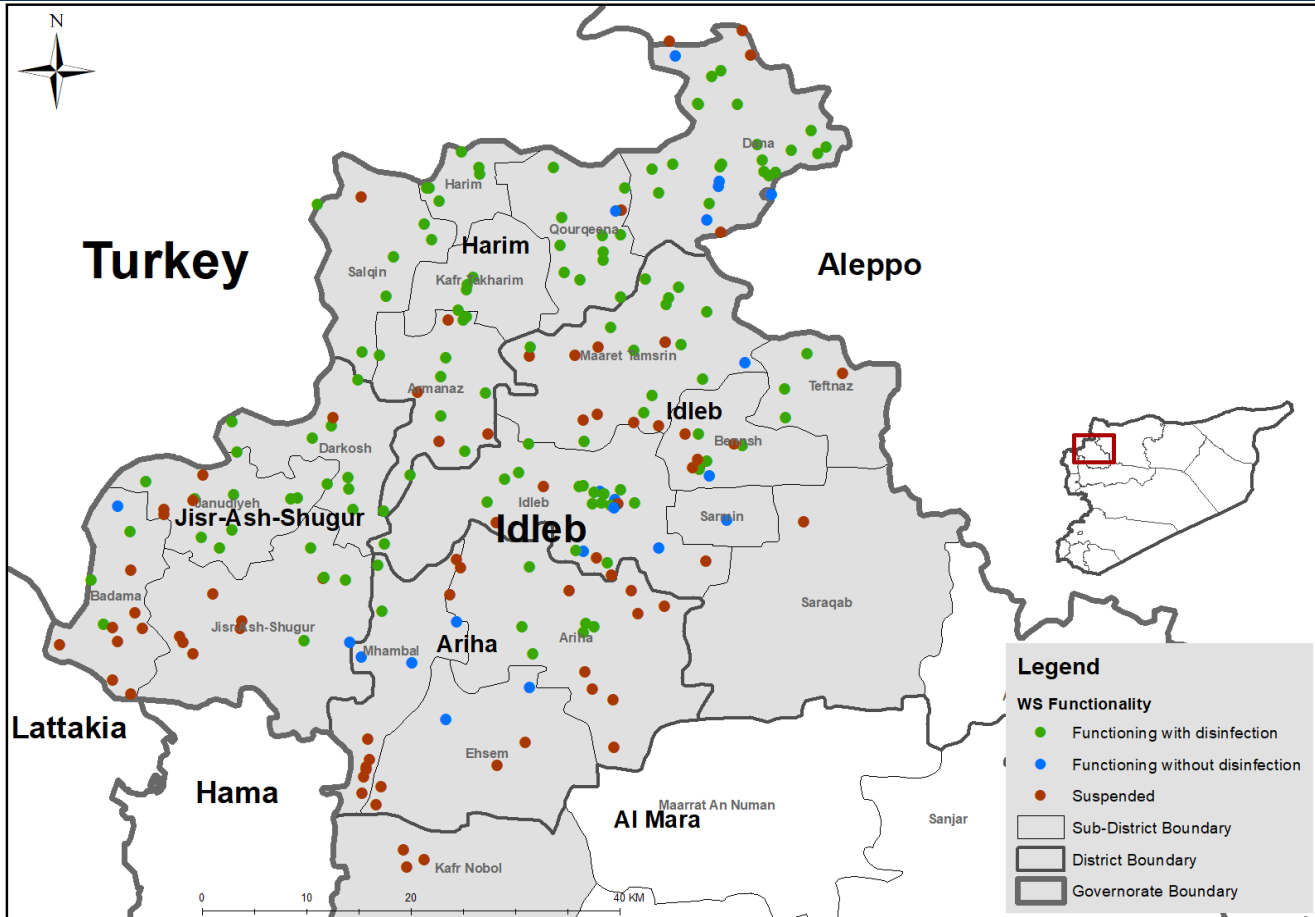 N
Turkey
Aleppo
Dana
Harim
Qourqeena
Harim
Salqin
Kafr Takharim
Maaret Tamsrin
Teftnaz
Armanaz
Idleb
Bennsh
Darkosh
Janudiyeh
Jisr-Ash-Shugur
Idleb
Idleb
Sarmin
Badama
Jisr-Ash-Shugur
Saraqab
Mhambal
Ariha
Ariha
Lattakia
Hama
Ehsem
Maarrat An Numan
Al Mara
Sanjar
Kafr Nobol
0 10 20 40 KM
Legend
WS Functionality
Functioning with disinfection
Functioning without disinfection
Suspended
Sub-District Boundary
District Boundary
Governorate Boundary